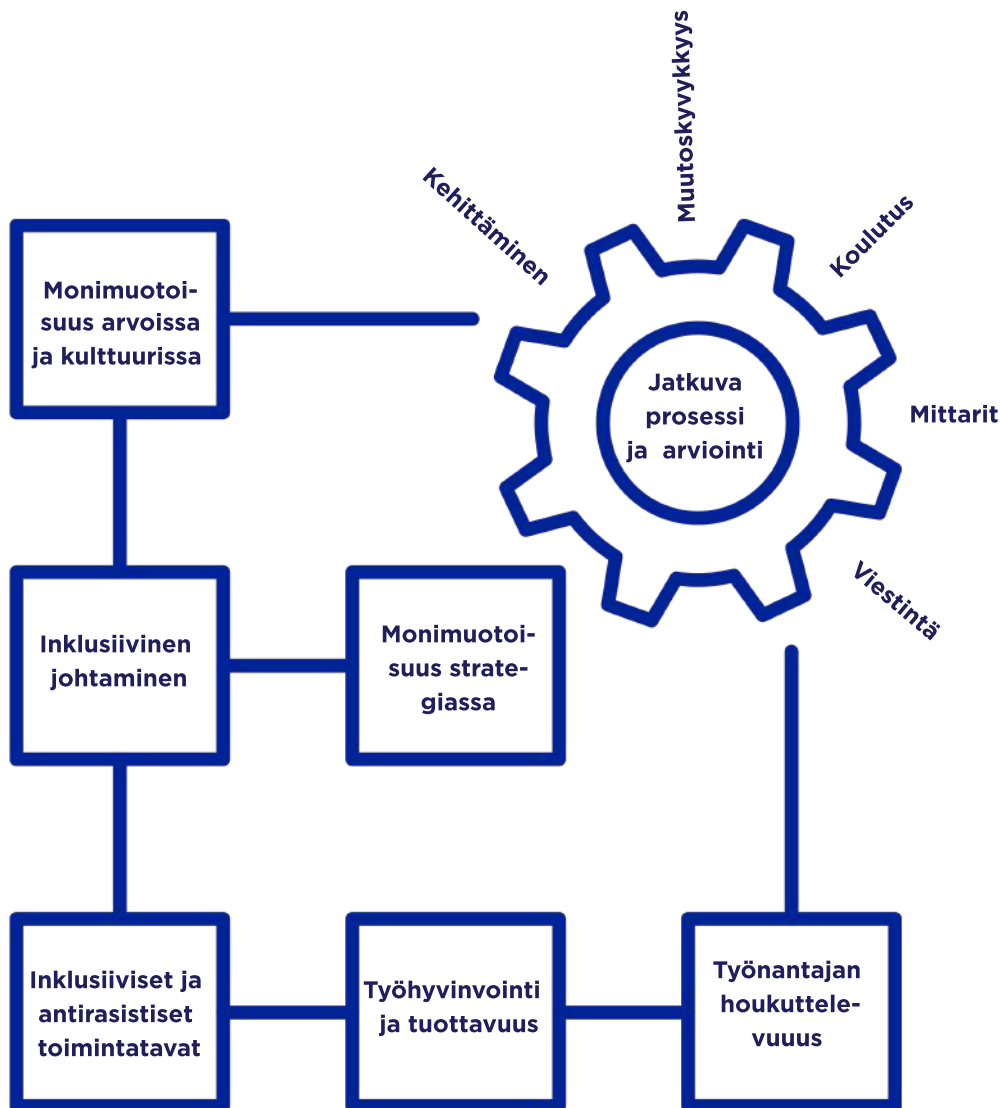 Muutoskyvykkyys
Kehittäminen
Koulutus
Monimuotoi-
suus arvoissa
ja kulttuurissa
Jatkuva
prosessi
ja arviointi
Mittarit
Viestintä
Inklusiivinen
johtaminen
Monimuotoi-
suus strate-
giassa
Inklusiiviset ja
antirasistiset
toimintatavat
Työhyvinvointi
ja tuottavuus
Työnantajan
houkuttele-
vuuus